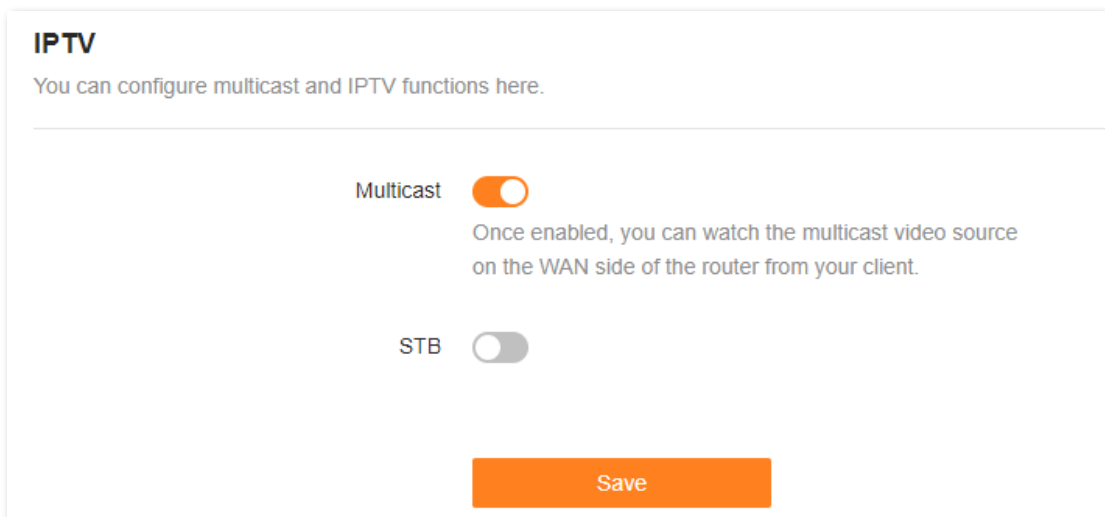 IPTV
You can configure multicast and IPTV functions here.
Multicast
Once enabled, you can watch the multicast video source
on the WAN side of the router from your client.
STB
Save